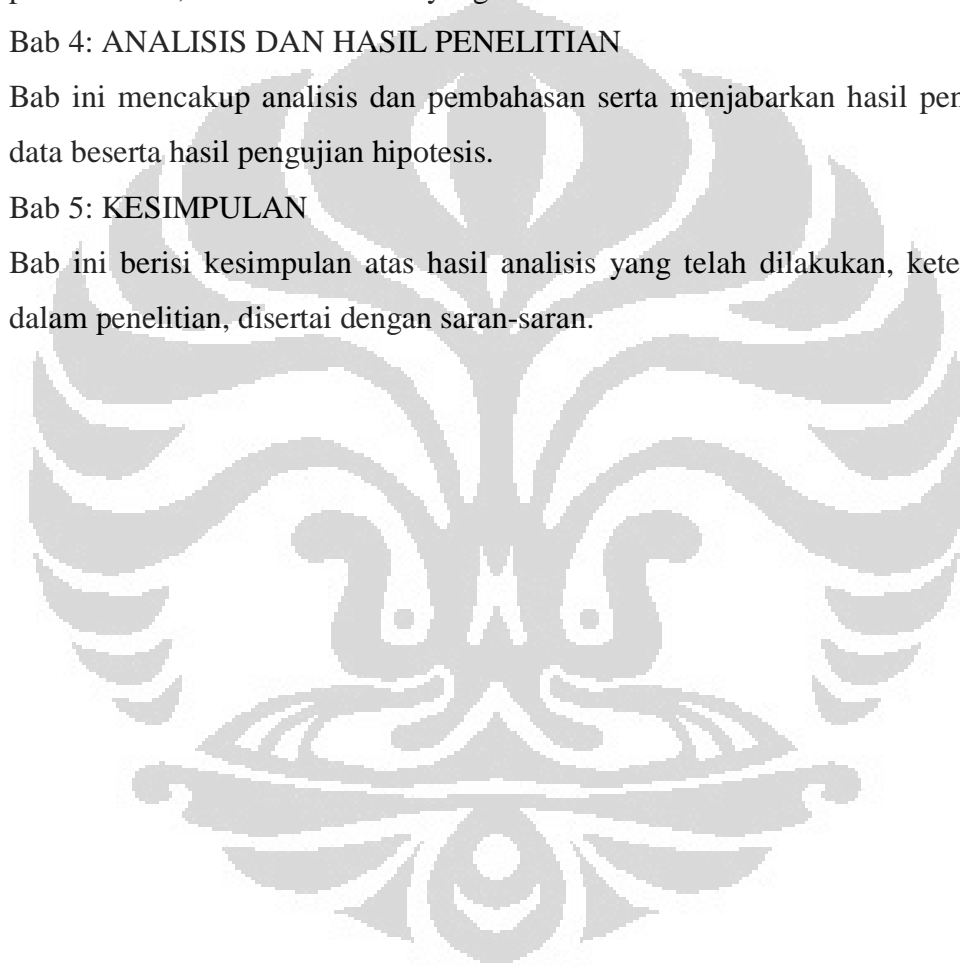 Bab 4: ANALISIS DAN HASIL PENELITIAN
Bab ini mencakup analisis dan pembahasan serta menjabarkan hasil
data beserta hasil pengujian hipotesis.
Bab 5: KESIMPULAN
Bab ini berisi kesimpulan atas hasil analisis yang telah dilakukan,
dalam penelitian, disertai dengan saran-saran.